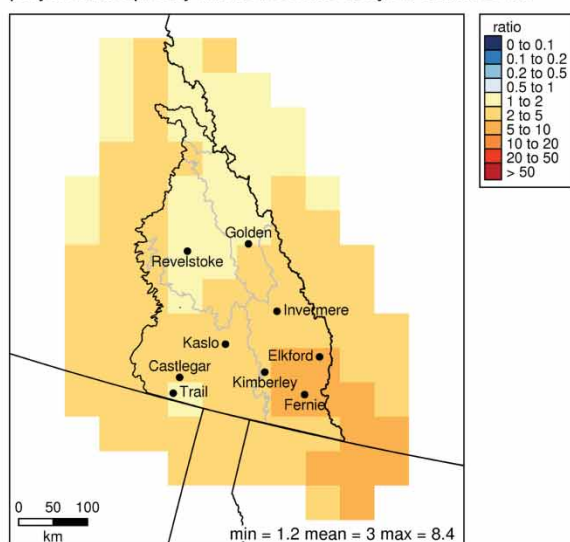 ratio
0 to 0.1
0.1 to 0.2
0.2 to 0.5
0.5 to 1
1 to 2
2 to 5
5 to 10
10 to 20
20 to 50
> 50
Golden
Revelstoke
Invermere
Kaslo
Elkford
Castlegar
Kimberley
Trail
Fernie
0 50 100
km
min = 1.2 mean = 3 max = 8.4